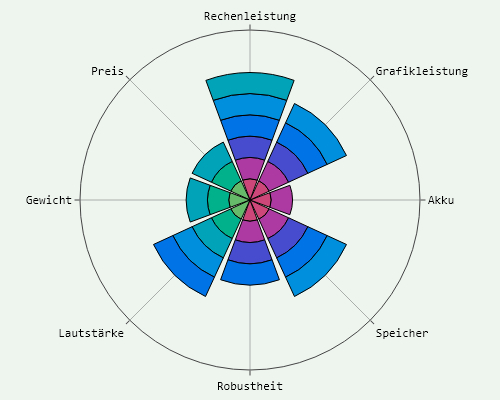 Rechenleistung
Preis
Grafikleistung
Gewicht
Akku
Lautstärke
Speicher
Robustheit